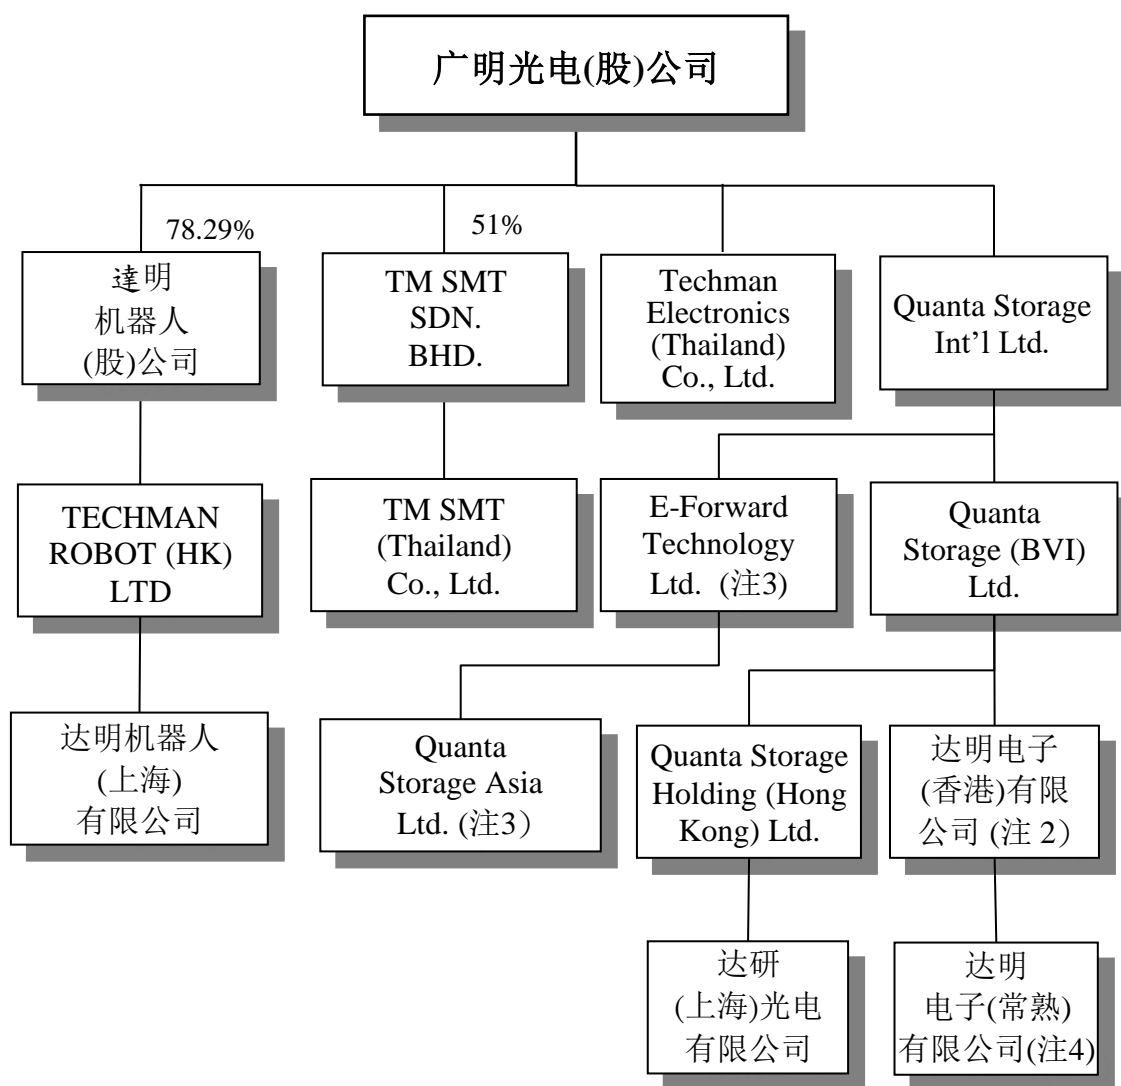 广明光电(股)公司
78.29%
51%
達明
机器人
(股)公司
TM SMT
SDN.
BHD.
Techman
Electronics
(Thailand)
Co., Ltd.
Quanta Storage
Int’l Ltd.
TECHMAN
ROBOT (HK)
LTD
TM SMT
(Thailand)
Co., Ltd.
E-Forward
Technology
Ltd. (注3)
Quanta
Storage (BVI)
Ltd.
达明机器人
(上海)
有限公司
Quanta
Storage Asia
Ltd. (注3）
Quanta Storage
Holding (Hong
Kong) Ltd.
达明电子
(香港)有限
公司 (注 2）
达研
(上海)光电
有限公司
达明
电子(常熟)
有限公司(注4)